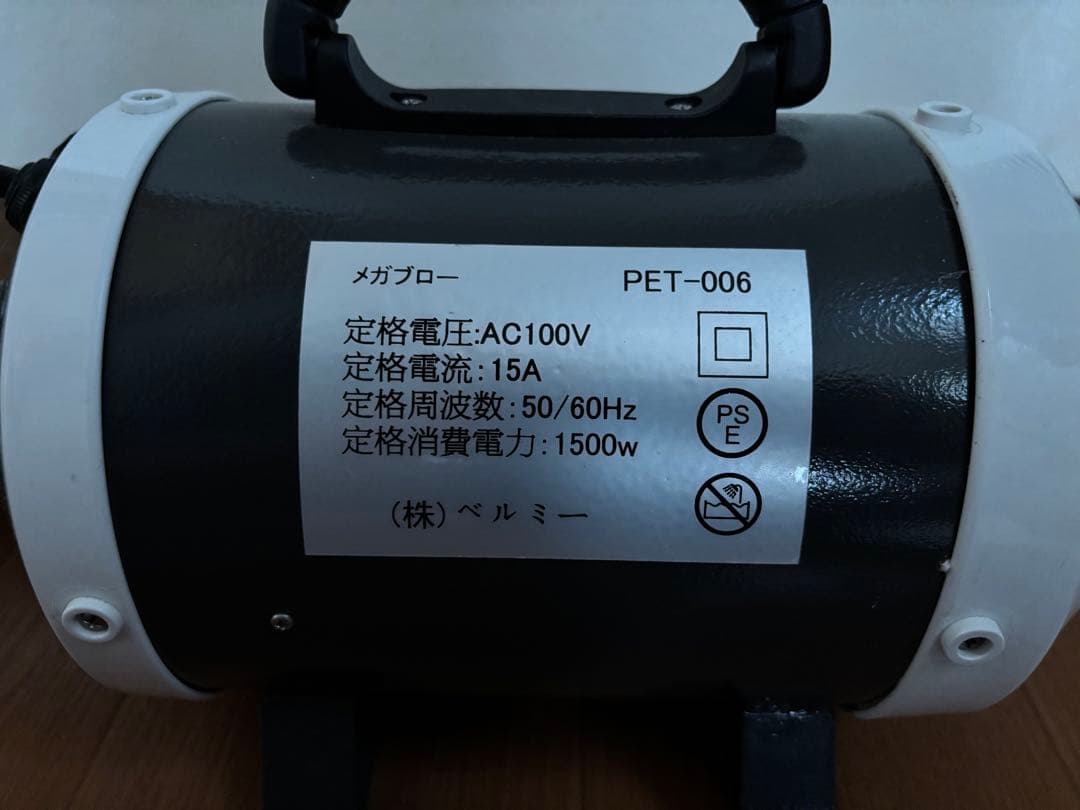 メガブロー PET-006
定格電圧:AC100V
定格電流:15A
定格周波数:50/60Hz
定格消費電力:1500w
PS
E
(株)ベルミー